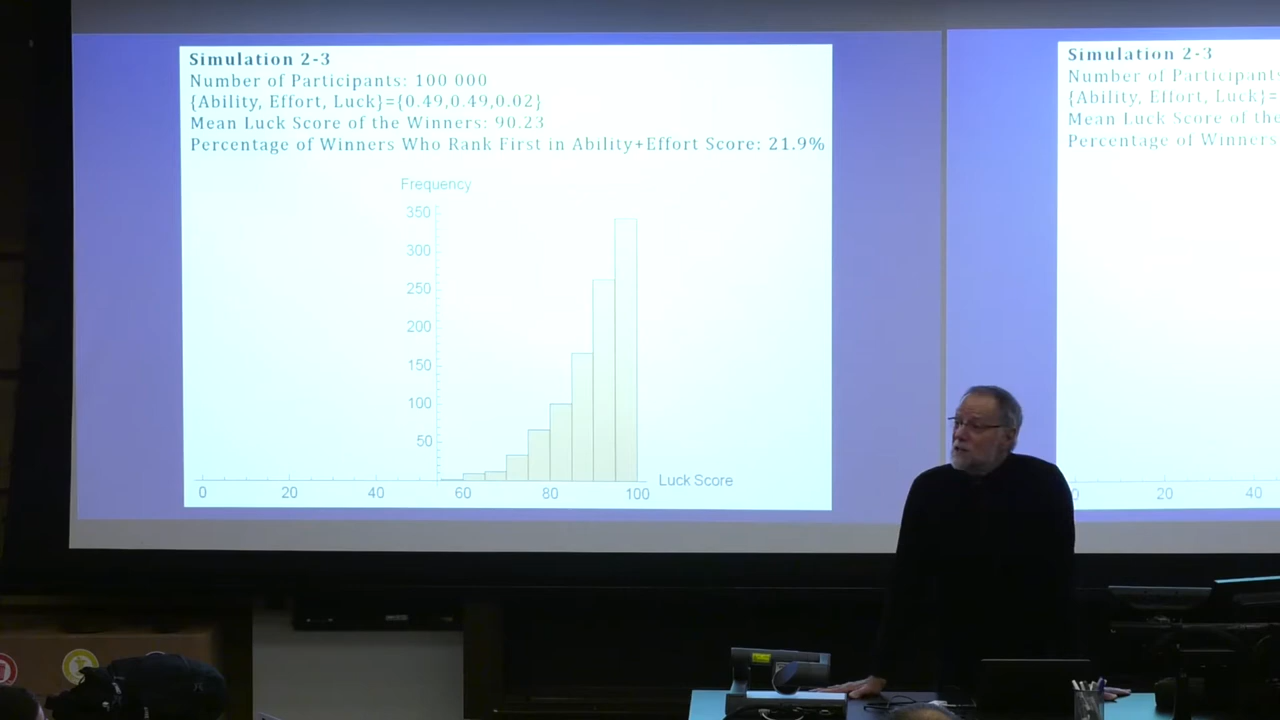 Simulation 2-3
Number of Participants: 100 000
{Ability, Effort, Luck}={0.49,0.49,0.02}
Mean Luck Score of the Winners: 90.23
Percentage of Winners Who Rank First in Ability+Effort Score: 21.9%
Frequency
350
300
250
200
150
100
50
0 20 40 60 80 100
Luck Score
Simulation 2-3
Number of Participants
{Ability, Effort, Luck}=
Mean Luck Score of the
Percentage of Winners
0 20 40